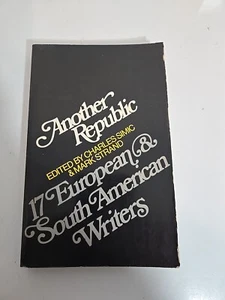 Another
Republic
EDITED BY CHARLES SIMIC
& MARK STRAND
17 European &
South American
Writers